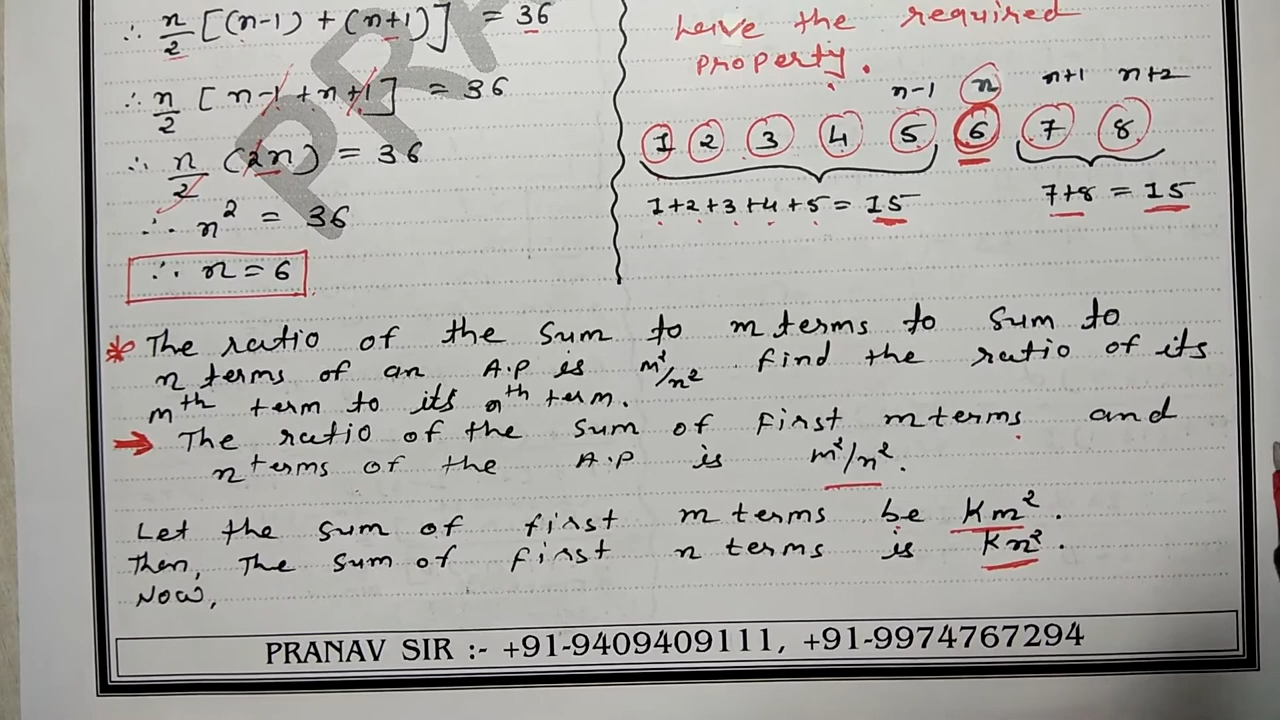 ∴ n/2 [(n-1) + (n+1)] = 36
∴ n/2 [n-1 + n+1] = 36
∴ n/2 (2n) = 36
∴ n² = 36
∴ n = 6
have the required
property.
n-1 n n+1 n+2
1 2 3 4 5 6 7 8
1+2+3+4+5 = 15 7+8 = 15
* The ratio of the sum to m terms to sum to
n terms of an A.P is m²/n² find the ratio of its
mth term to its nth term.
→ The ratio of the sum of first m terms and
n terms of the A.P is m²/n².
Let the sum of first m terms be Km².
Then, The sum of first n terms is Kn².
Now,
PRANAV SIR :- +91-9409409111, +91-9974767294